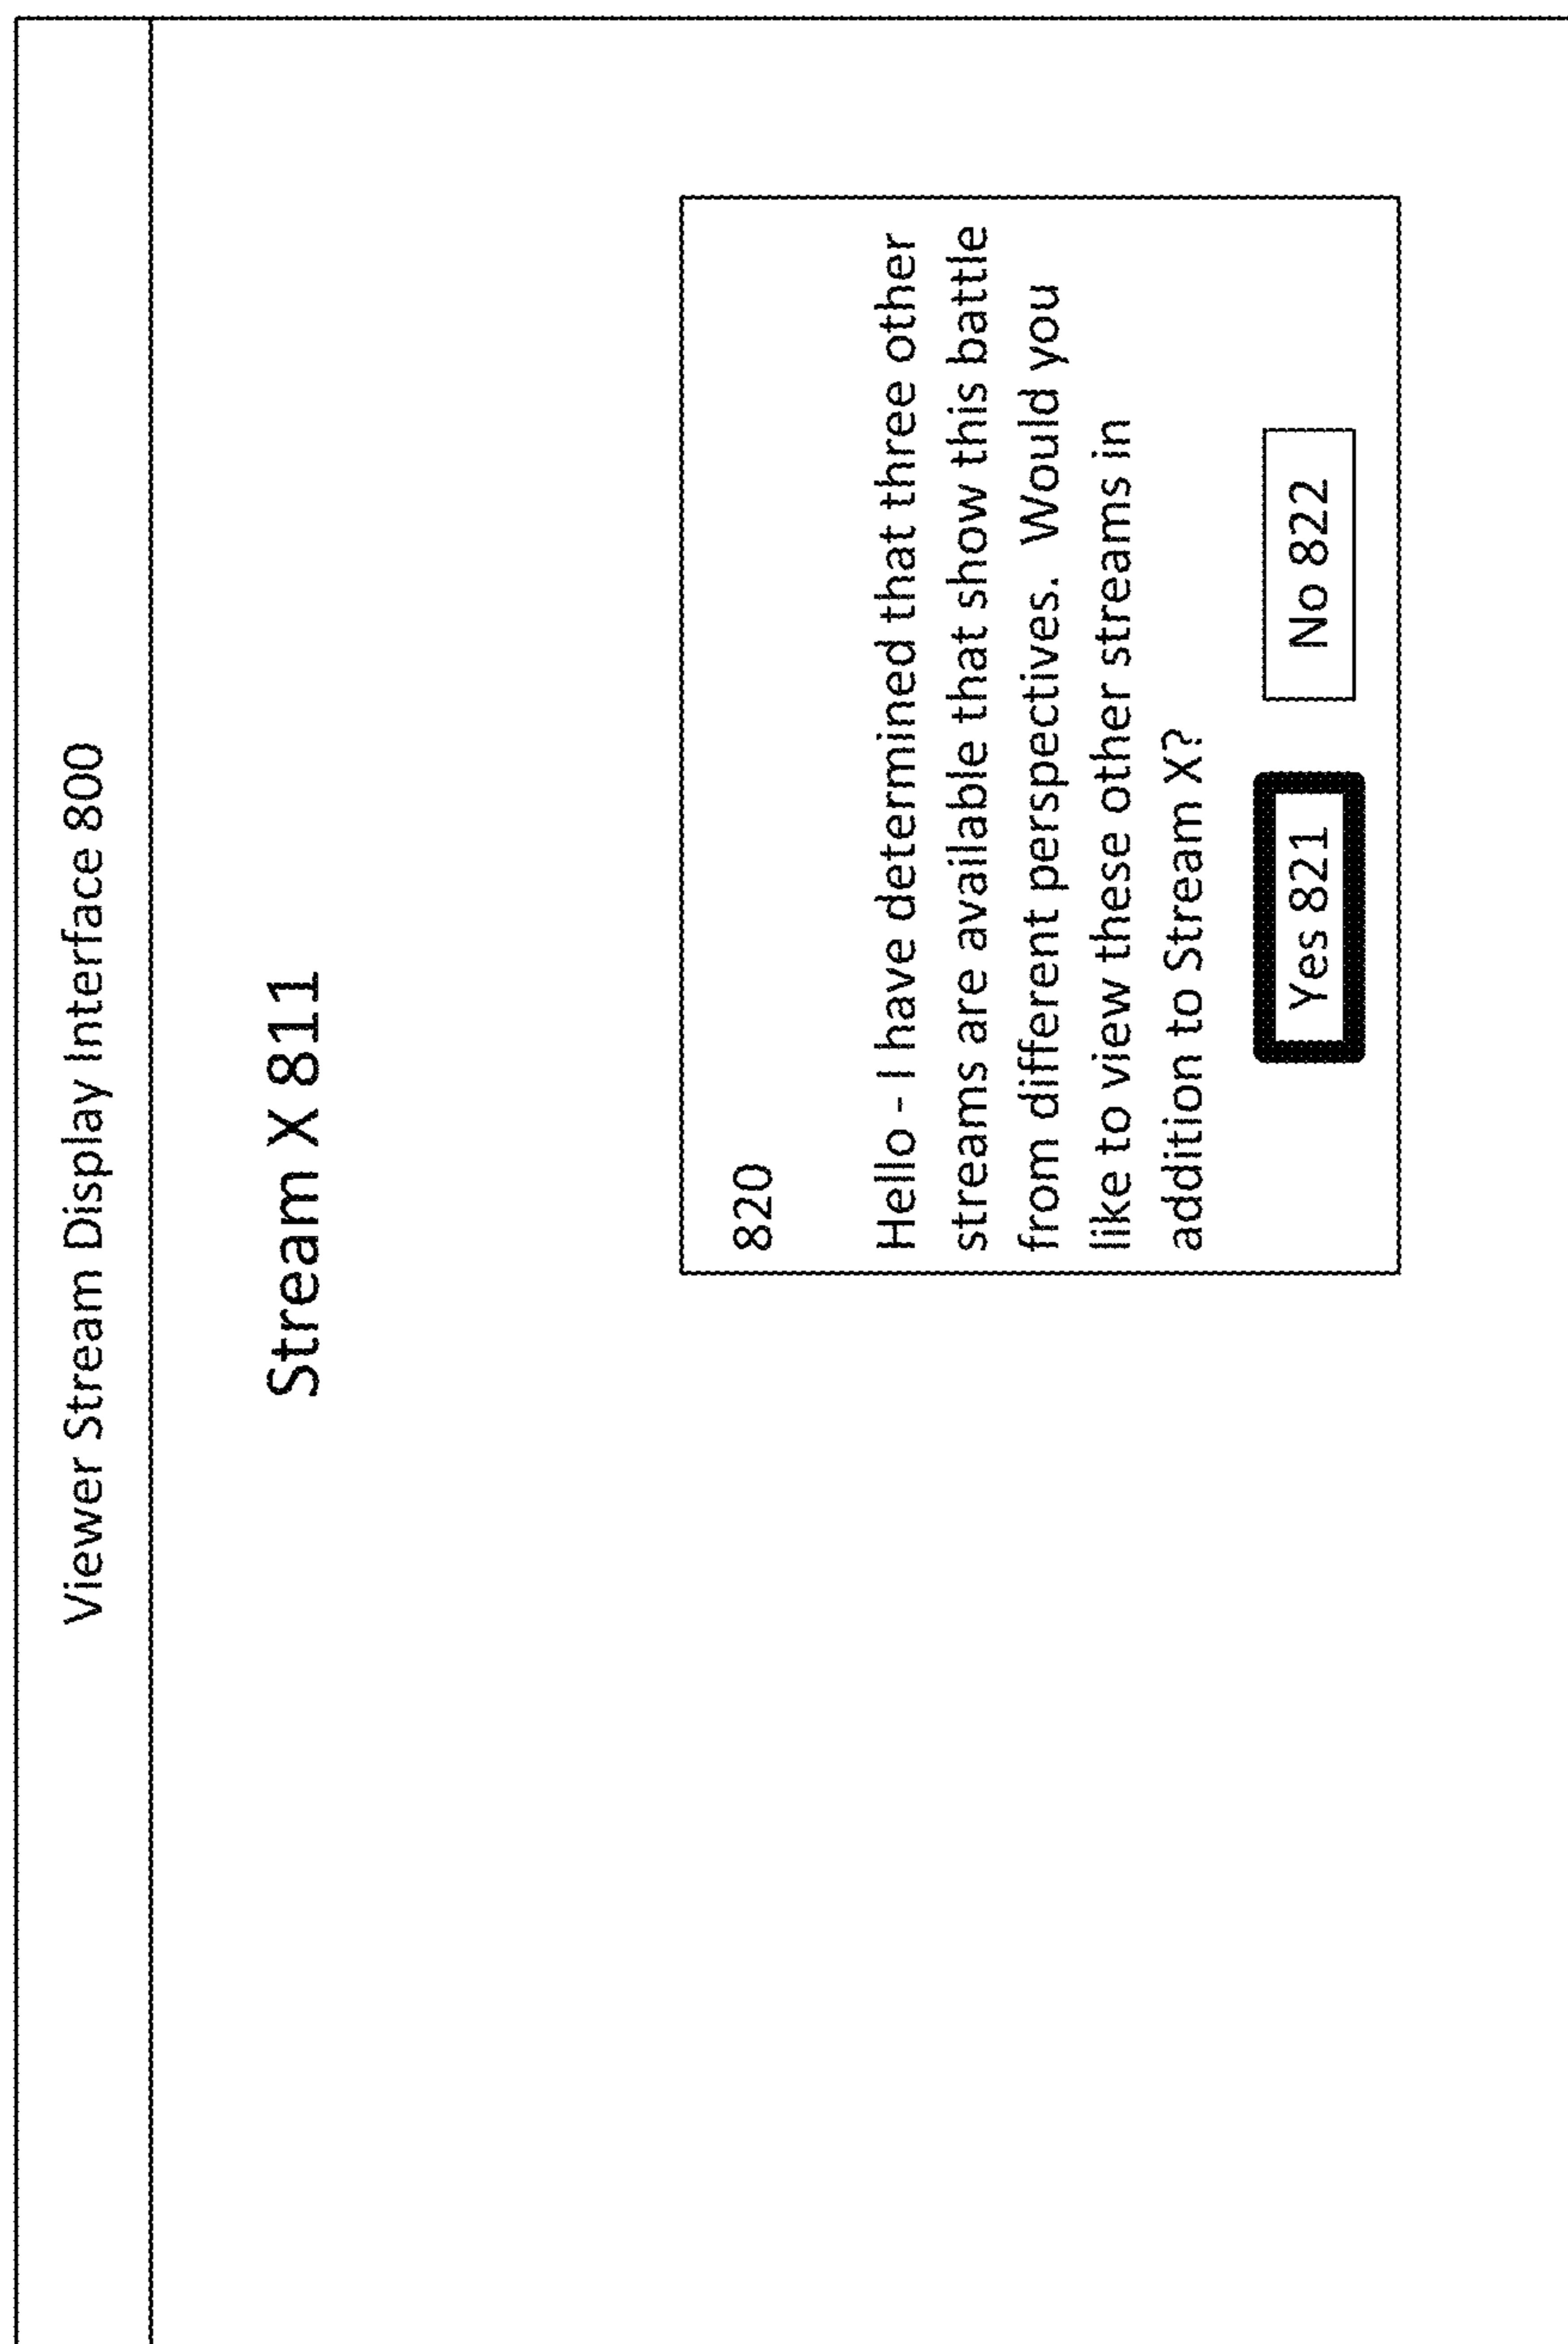 Viewer Stream Display Interface 800
Stream X 811
820
Hello - I have determined that three other
streams are available that show this battle
from different perspectives.  Would you
like to view these other streams in
addition to Stream X?
Yes 821
No 822